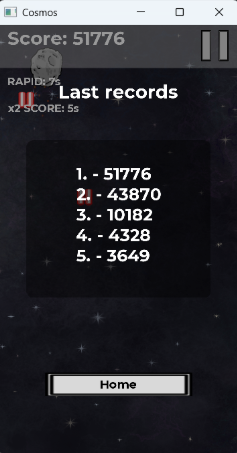 Cosmos
Score: 51776
RAPID: 7s
Last records
x2 SCORE: 5s
1. - 51776
2. - 43870
3. - 10182
4. - 4328
5. - 3649
Home